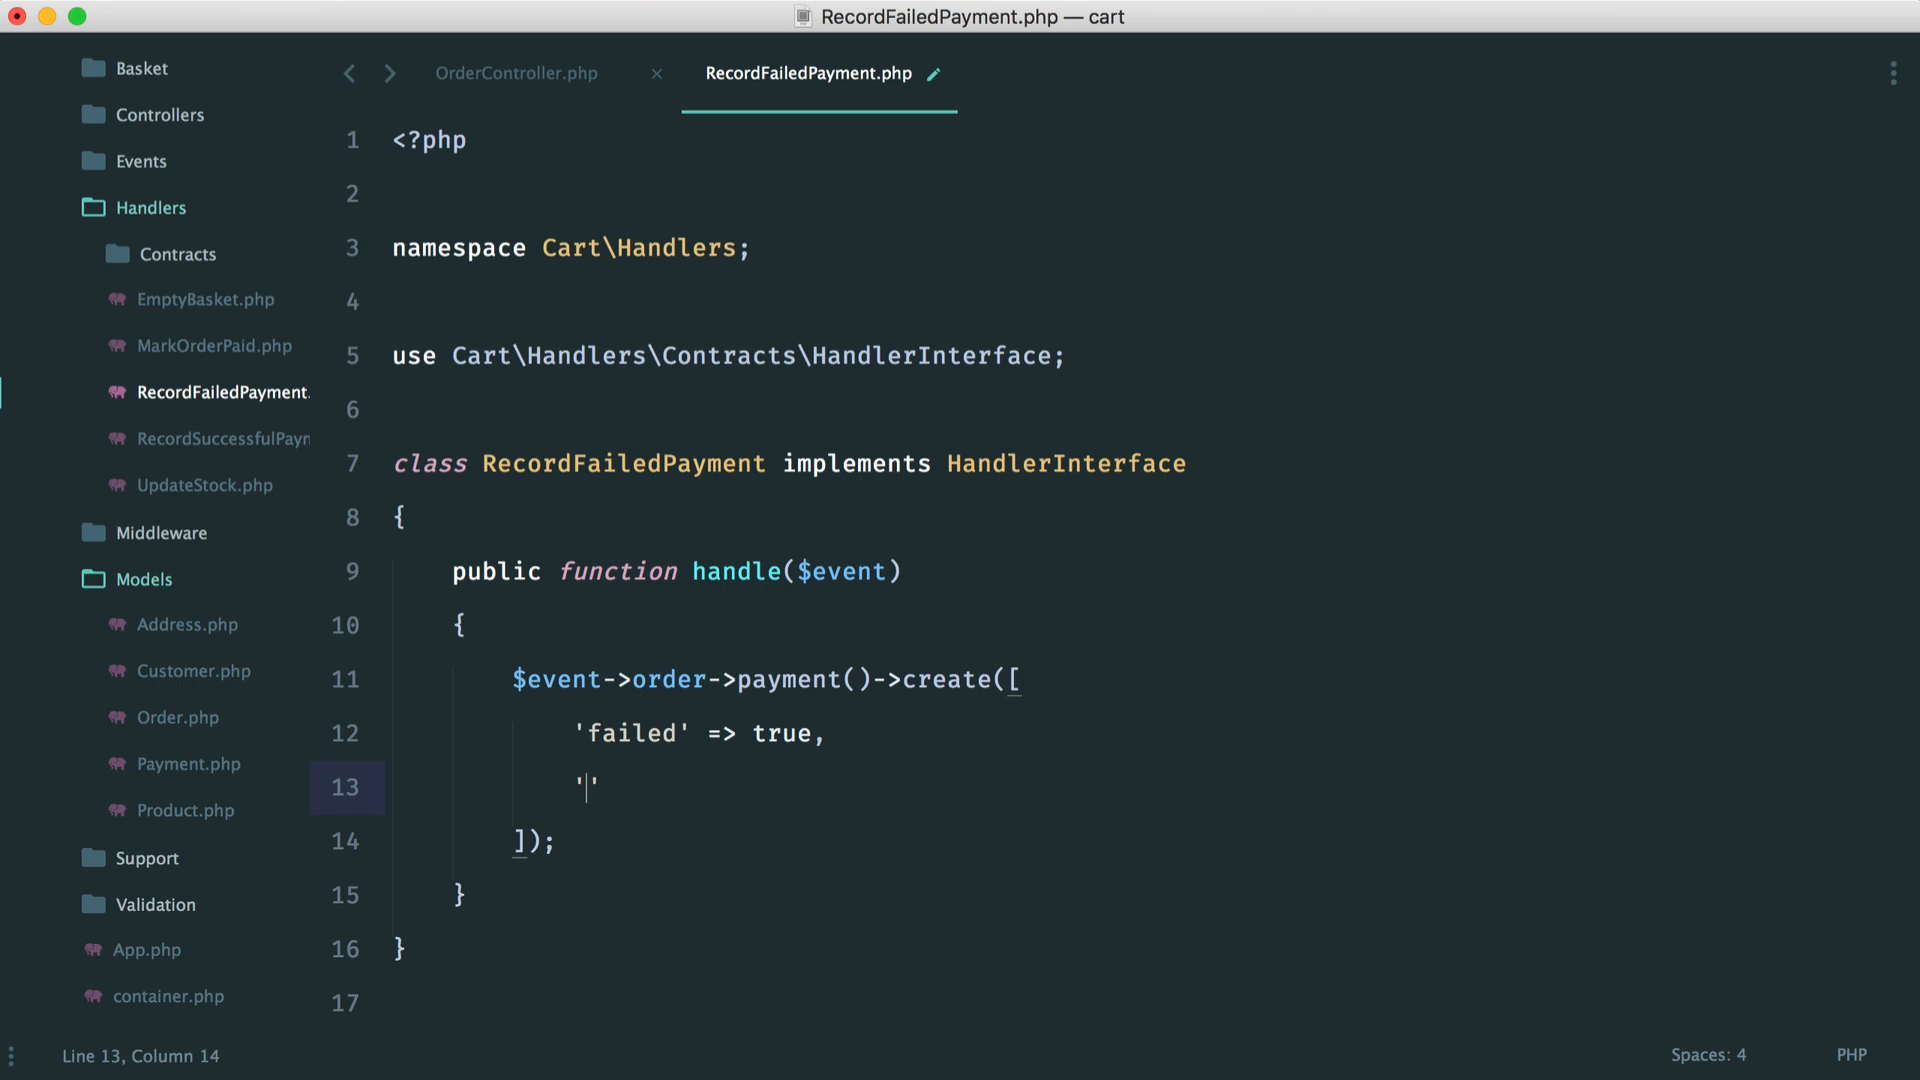 RecordFailedPayment.php — cart
Basket
Controllers
Events
Handlers
Contracts
EmptyBasket.php
MarkOrderPaid.php
RecordFailedPayment.
RecordSuccessfulPayn
UpdateStock.php
Middleware
Models
Address.php
Customer.php
Order.php
Payment.php
Product.php
Support
Validation
App.php
container.php
OrderController.php ×
RecordFailedPayment.php
1 <?php
2
3 namespace Cart\Handlers;
4
5 use Cart\Handlers\Contracts\HandlerInterface;
6
7 class RecordFailedPayment implements HandlerInterface
8 {
9     public function handle($event)
10     {
11         $event->order->payment()->create([
12             'failed' => true,
13             ''
14         ]);
15     }
16 }
17
Line 13, Column 14
Spaces: 4
PHP